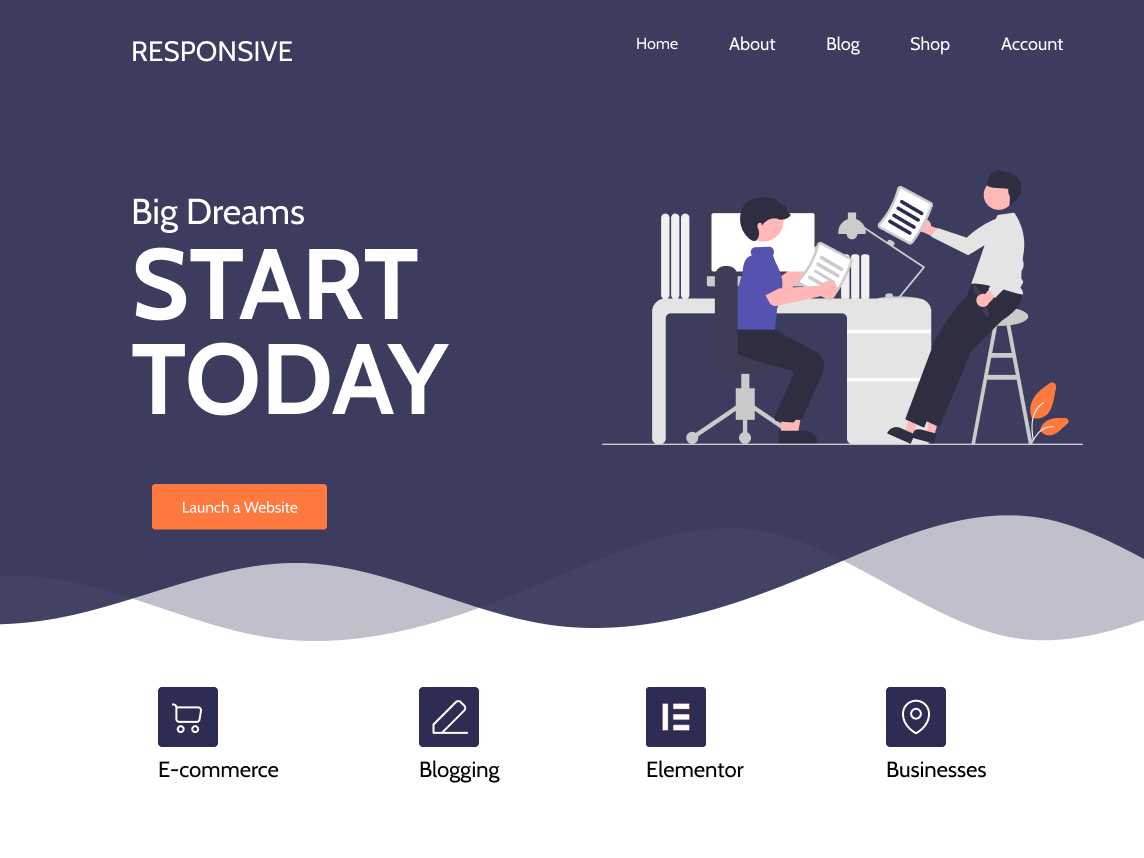 RESPONSIVE
Home About Blog Shop Account
Big Dreams
START
TODAY
Launch a Website
E-commerce Blogging Elementor Businesses